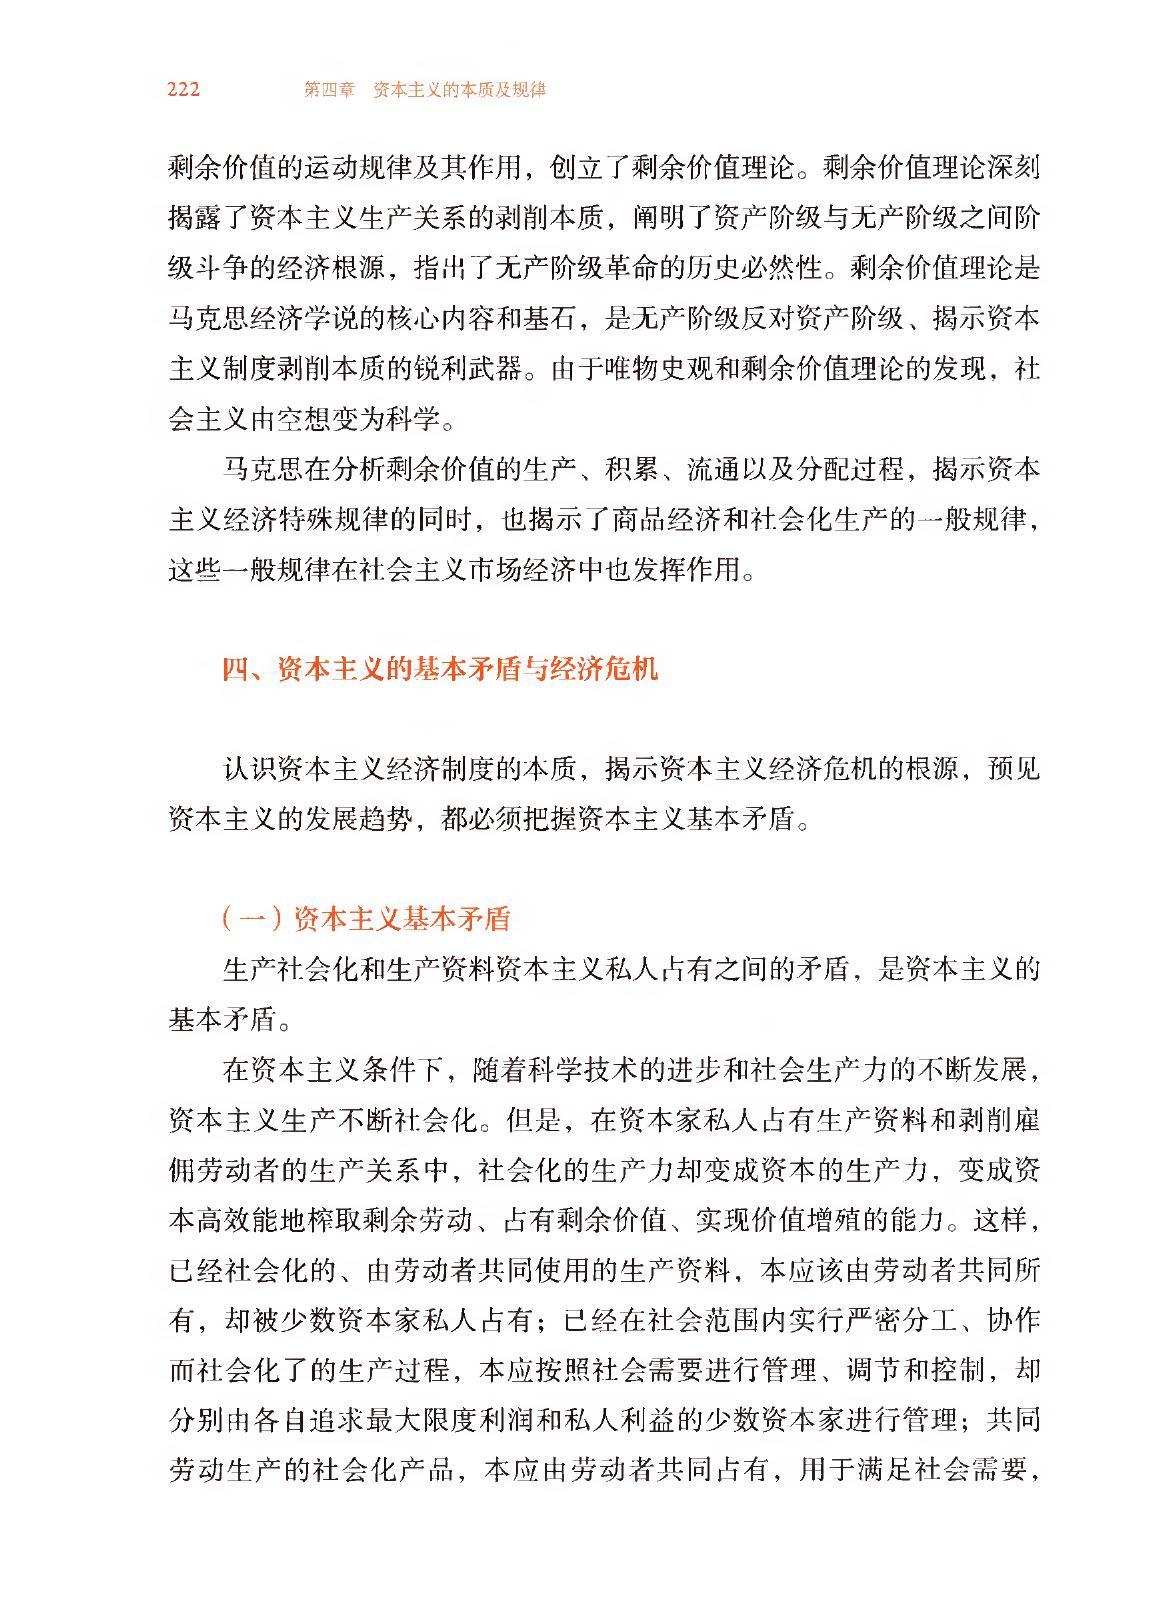 222 第四章 资本主义的本质及规律
剩余价值的运动规律及其作用，创立了剩余价值理论。剩余价值理论深刻
揭露了资本主义生产关系的剥削本质，阐明了资产阶级与无产阶级之间阶
级斗争的经济根源，指出了无产阶级革命的历史必然性。剩余价值理论是
马克思经济学说的核心内容和基石，是无产阶级反对资产阶级、揭示资本
主义制度剥削本质的锐利武器。由于唯物史观和剩余价值理论的发现，社
会主义由空想变为科学。
马克思在分析剩余价值的生产、积累、流通以及分配过程，揭示资本
主义经济特殊规律的同时，也揭示了商品经济和社会化生产的一般规律，
这些一般规律在社会主义市场经济中也发挥作用。
四、资本主义的基本矛盾与经济危机
认识资本主义经济制度的本质，揭示资本主义经济危机的根源，预见
资本主义的发展趋势，都必须把握资本主义基本矛盾。
（一）资本主义基本矛盾
生产社会化和生产资料资本主义私人占有之间的矛盾，是资本主义的
基本矛盾。
在资本主义条件下，随着科学技术的进步和社会生产力的不断发展，
资本主义生产不断社会化。但是，在资本家私人占有生产资料和剥削雇
佣劳动者的生产关系中，社会化的生产力却变成资本的生产力，变成资
本高效能地榨取剩余劳动、占有剩余价值、实现价值增殖的能力。这样，
已经社会化的、由劳动者共同使用的生产资料，本应该由劳动者共同所
有，却被少数资本家私人占有；已经在社会范围内实行严密分工、协作
而社会化了的生产过程，本应按照社会需要进行管理、调节和控制，却
分别由各自追求最大限度利润和私人利益的少数资本家进行管理；共同
劳动生产的社会化产品，本应由劳动者共同占有，用于满足社会需要，